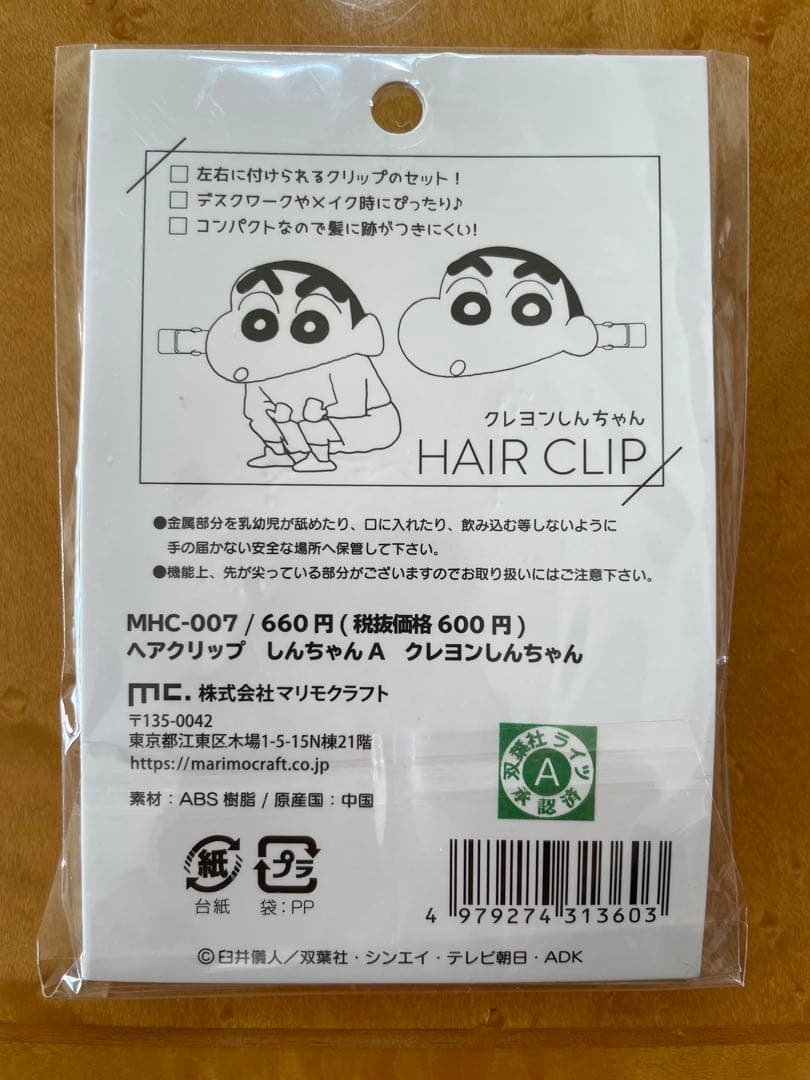 □ 左右に付けられるクリップのセット！
□ デスクワークやメイク時にぴったり♪
□ コンパクトなので髪に跡がつきにくい!
クレヨンしんちゃん
HAIR CLIP
●金属部分を乳幼児が舐めたり、口に入れたり、飲み込む等しないように
手の届かない安全な場所へ保管して下さい。
●機能上、先が尖っている部分がございますのでお取り扱いにはご注意下さい。
MHC-007 / 660 円 ( 税抜価格 600 円 )
ヘアクリップ しんちゃん A クレヨンしんちゃん
mc. 株式会社マリモクラフト
〒135-0042
東京都江東区木場1-5-15N棟21階
https://marimocraft.co.jp
素材：ABS 樹脂 / 原産国：中国
双葉社ライツ
A
承認済
紙
プラ
台紙 袋：PP
4 979274 313603
©臼井儀人／双葉社・シンエイ・テレビ朝日・ADK